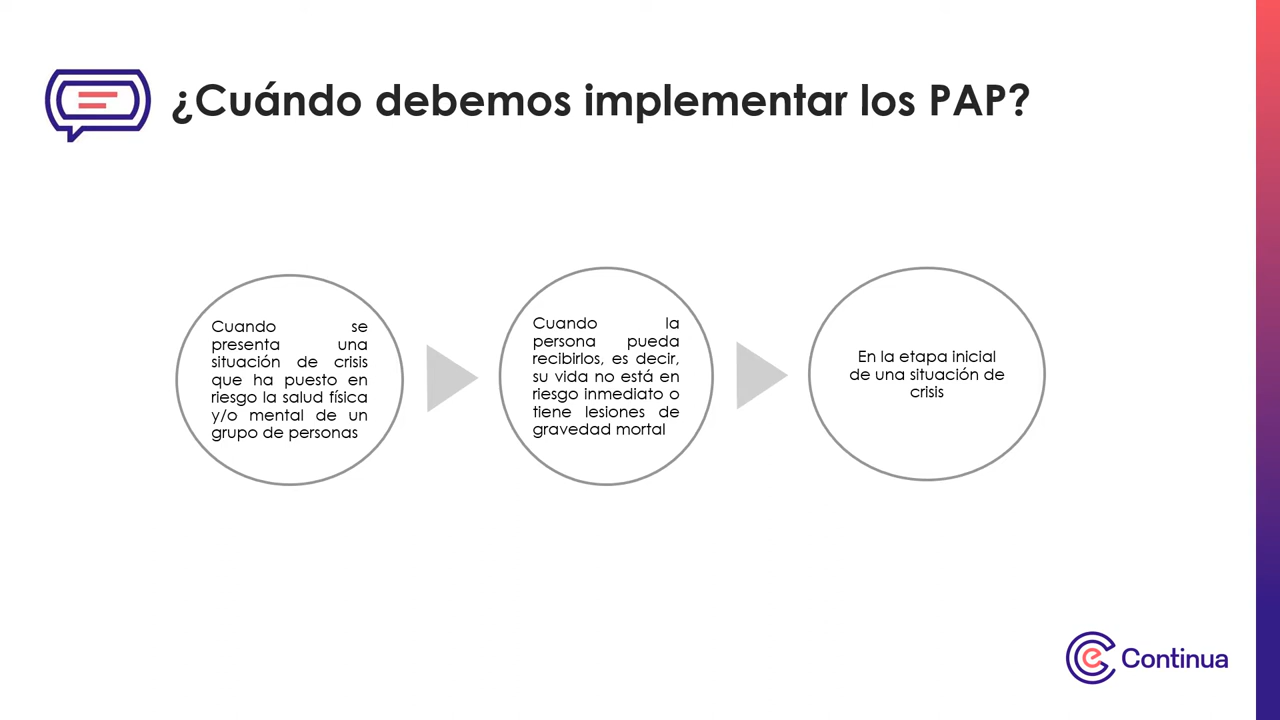 ¿Cuándo debemos implementar los PAP?
Cuando se
presenta una
situación de crisis
que ha puesto en
riesgo la salud física
y/o mental de un
grupo de personas
Cuando la
persona pueda
recibirlos, es decir,
su vida no está en
riesgo inmediato o
tiene lesiones de
gravedad mortal
En la etapa inicial
de una situación de
crisis
Continua